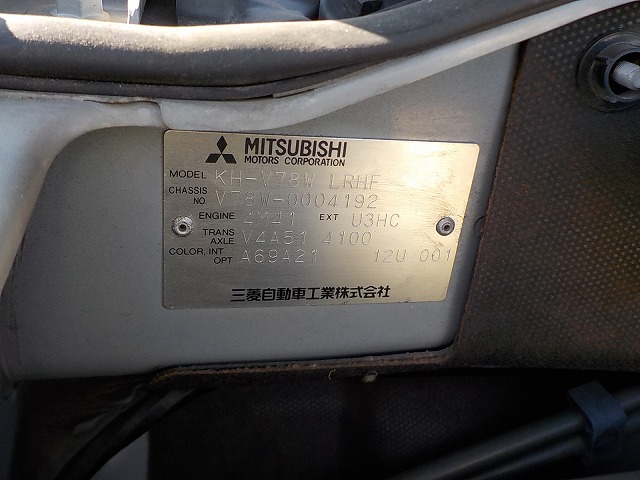 MITSUBISHI
MOTORS CORPORATION
MODEL KH-V78W LRHF
CHASSIS NO. V78W-0004192
ENGINE 4M41 EXT U3HC
TRANS AXLE V4A51 4100
COLOR, INT OPT A69A21 12U 001
三菱自動車工業株式会社